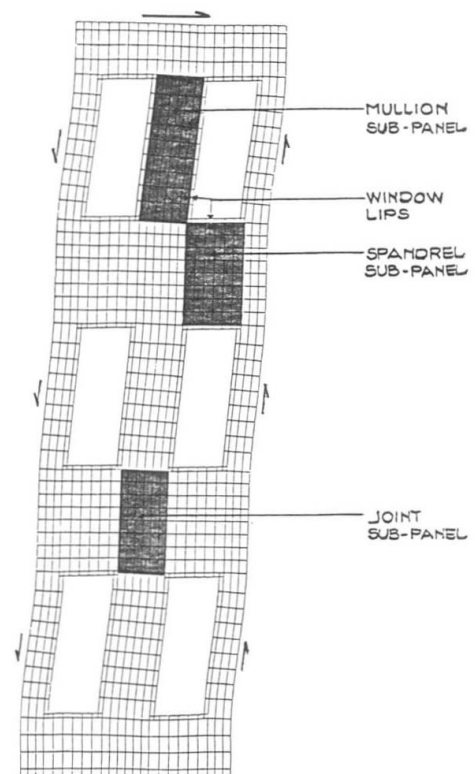 MULLION
SUB-PANEL
WINDOW
LIPS
SPANDREL
SUB-PANEL
JOINT
SUB-PANEL